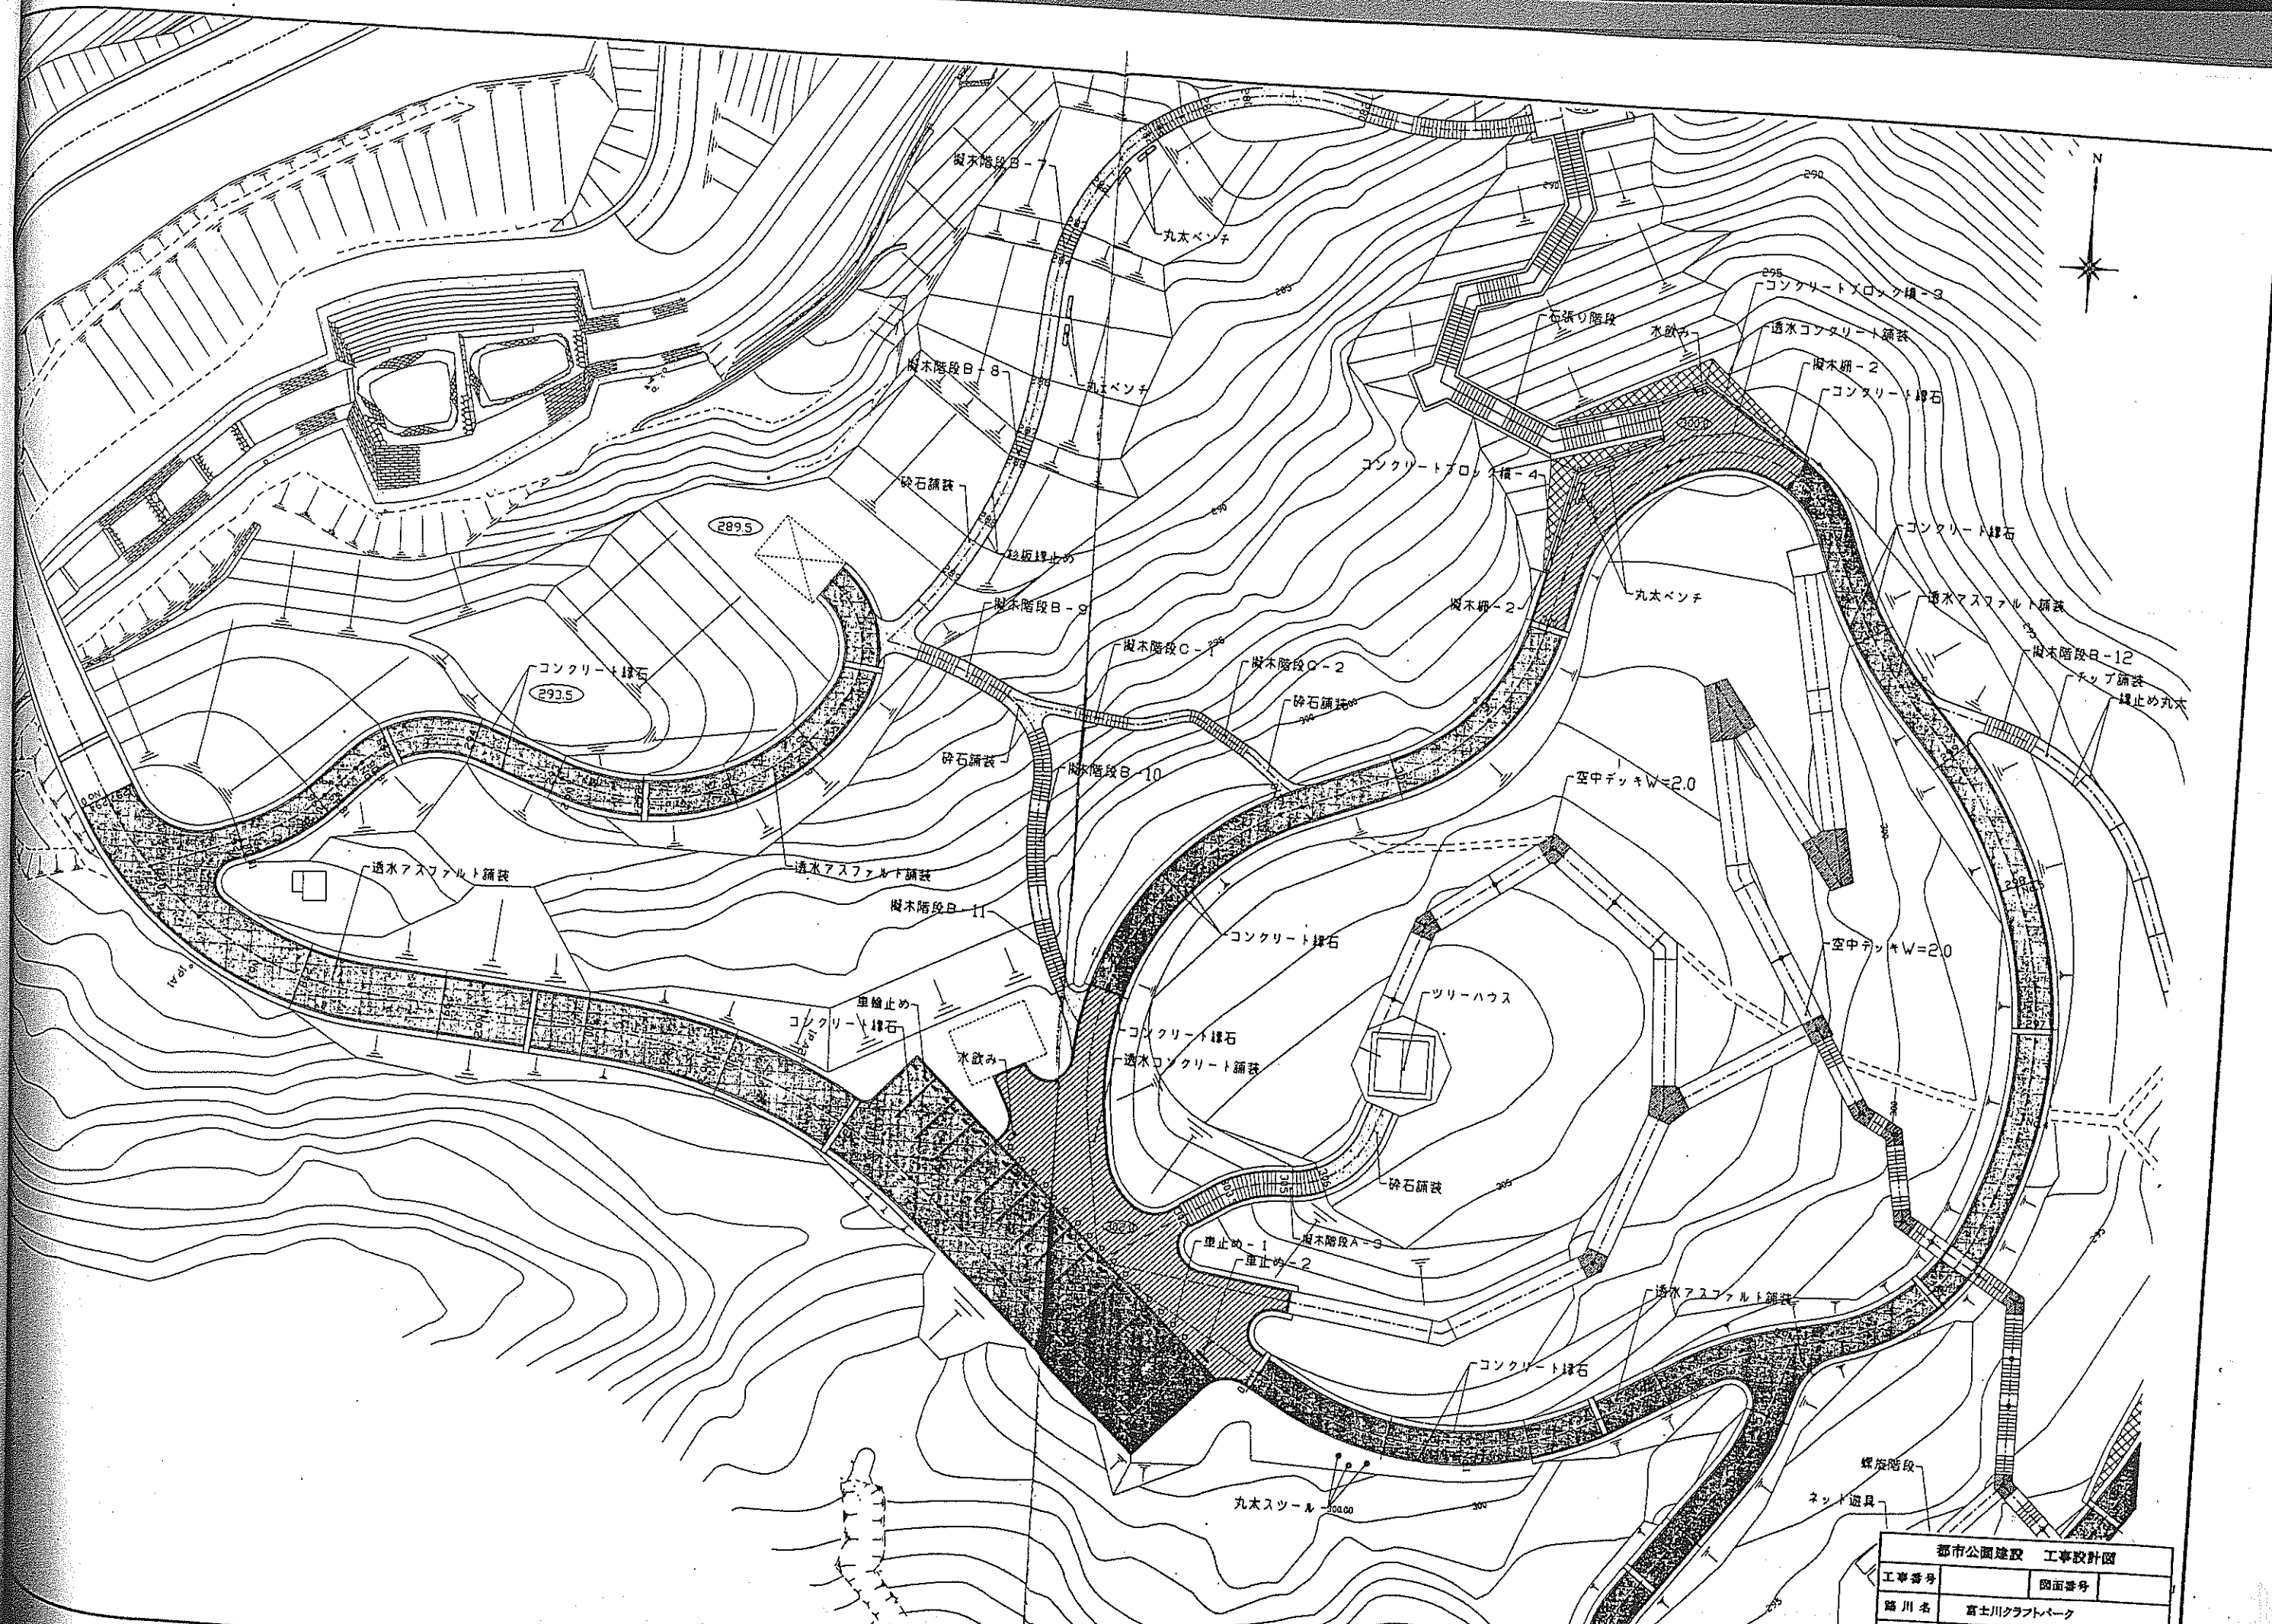 N
擬木階段B-7
290
290
丸太ベンチ
295
コンクリートブロック積-3
285
石張り階段
水飲み
透水コンクリート舗装
擬木階段B-8
擬木柵-2
丸太ベンチ
コンクリート縁石
300.0
コンクリートブロック積-4
砕石舗装
290
289.5
コンクリート縁石
杉板縁止め
丸太ベンチ
擬木階段B-9
擬木柵-2
透水アスファルト舗装
295
擬木階段C-1
擬木階段C-2
擬木階段B-12
コンクリート縁石
チップ舗装
293.5
砕石舗装
300
縁止め丸太
砕石舗装
擬木階段B-10
空中デッキW=2.0
300
透水アスファルト舗装
透水アスファルト舗装
擬木階段B-11
コンクリート縁石
空中デッキW=2.0
ツリーハウス
車輪止め
コンクリート縁石
コンクリート縁石
水飲み
透水コンクリート舗装
砕石舗装
305
302.0
車止め-1
擬木階段A-3
車止め-2
透水アスファルト舗装
コンクリート縁石
螺旋階段
丸太スツール
300.00
300
ネット遊具
都市公園建設 工事設計図
工事番号
図面番号
路川名
富士川クラフトパーク
295